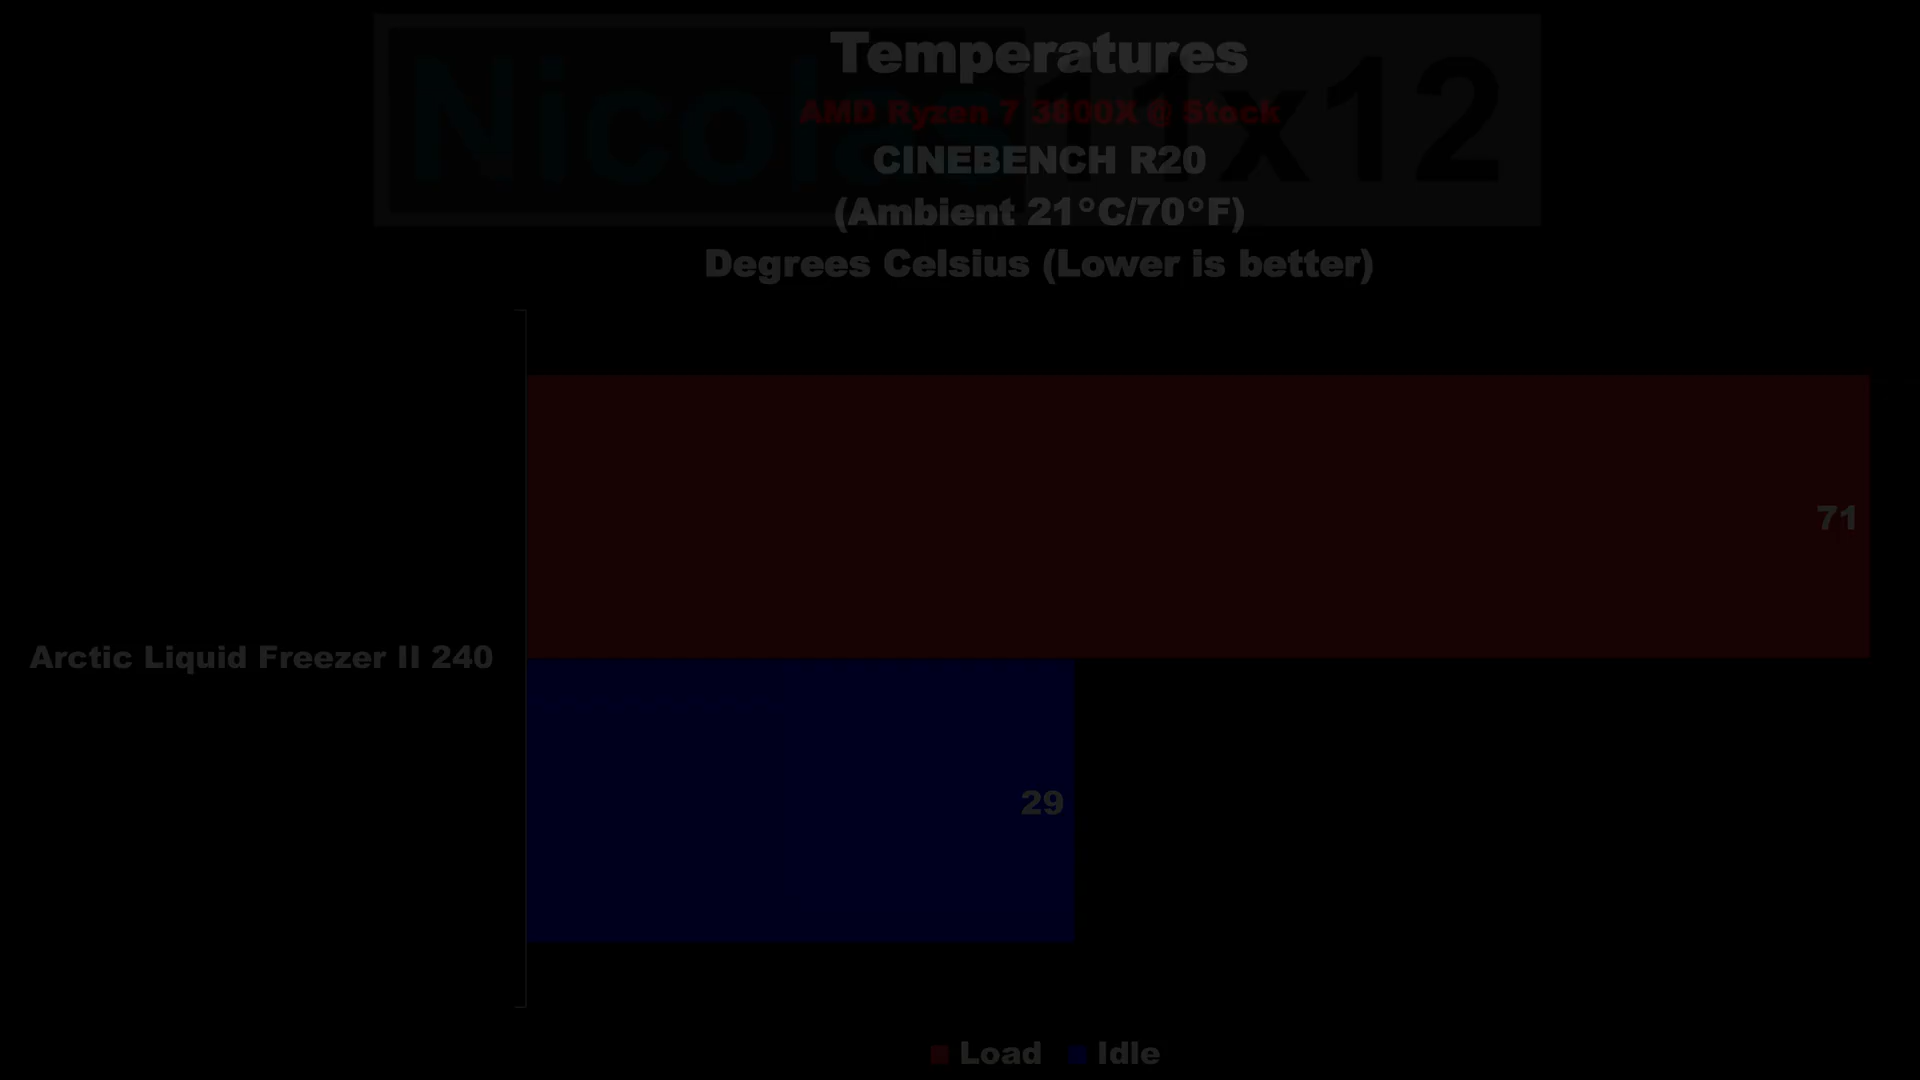 Nicolas11x12
Temperatures
AMD Ryzen 7 3800X @ Stock
CINEBENCH R20
(Ambient 21°C/70°F)
Degrees Celsius (Lower is better)
71
Arctic Liquid Freezer II 240
29
Load Idle